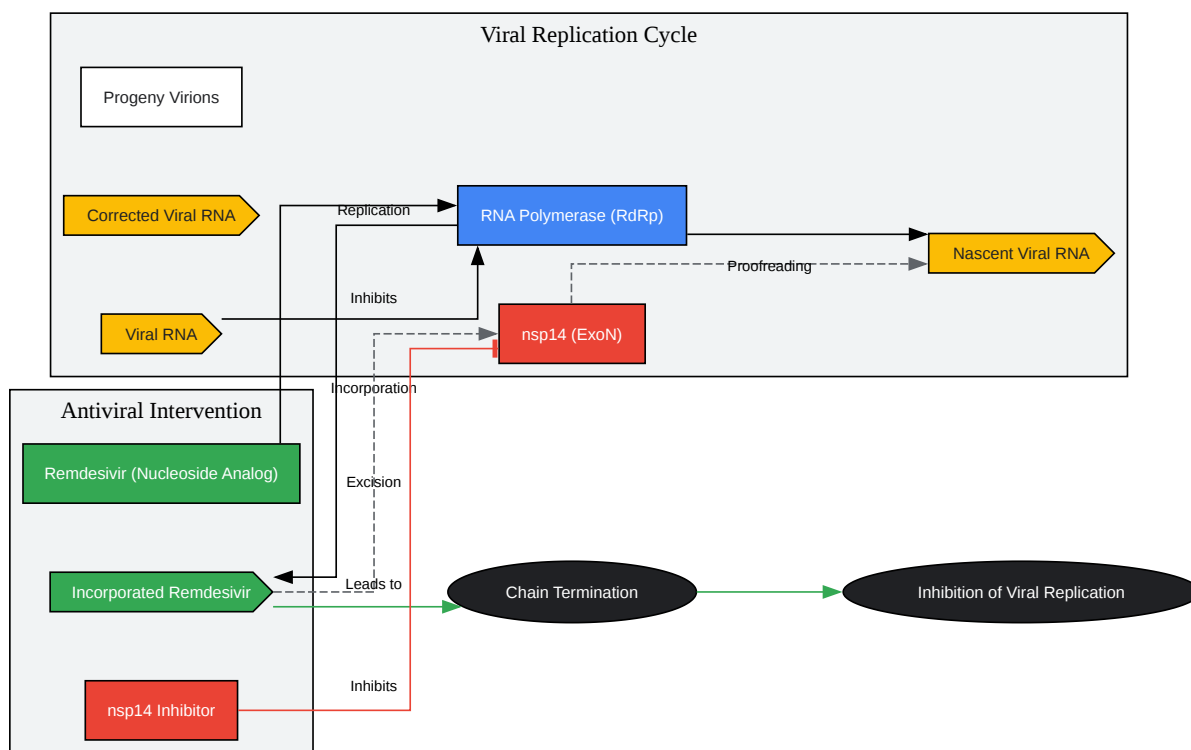 Viral Replication Cycle
Progeny Virions
Corrected Viral RNA
Replication
RNA Polymerase (RdRp)
Nascent Viral RNA
Proofreading
Inhibits
Viral RNA
nsp14 (ExoN)
Incorporation
Antiviral Intervention
Remdesivir (Nucleoside Analog)
Excision
Incorporated Remdesivir
Leads to
Chain Termination
Inhibition of Viral Replication
nsp14 Inhibitor
Inhibits